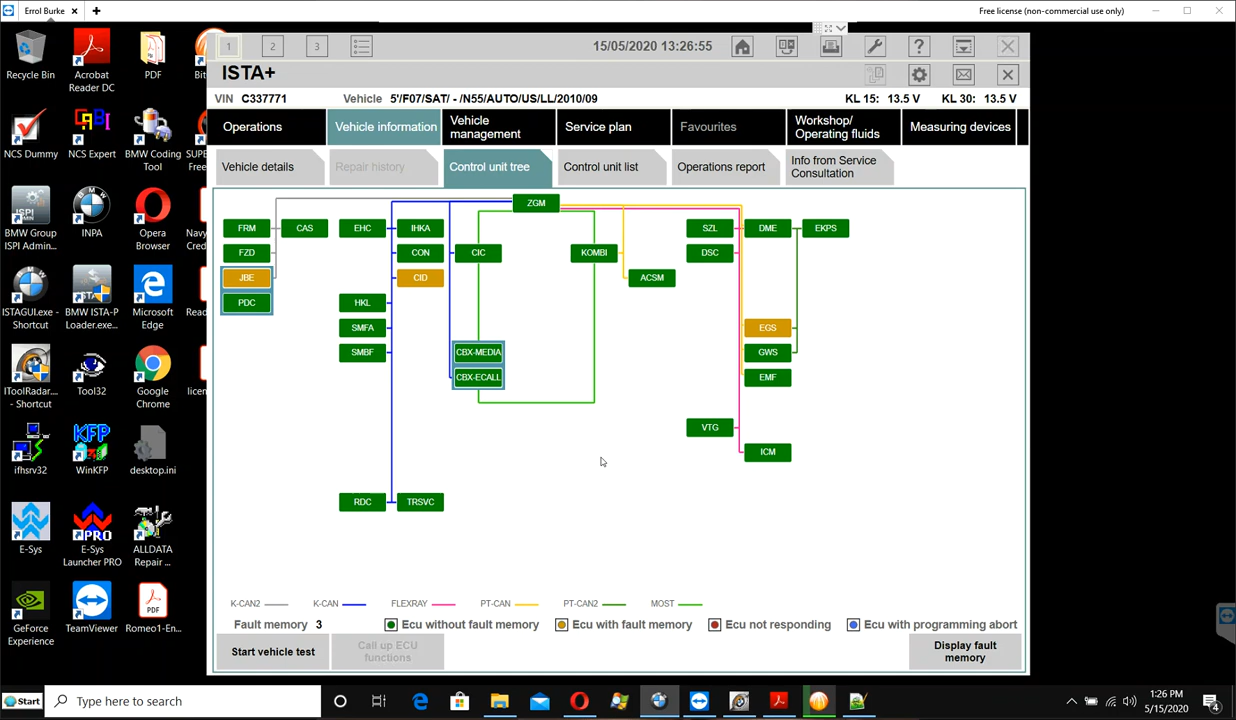 Errol Burke
Free license (non-commercial use only)
Recycle Bin
Acrobat
Reader DC
PDF
Bit
NCS Dummy
NCS Expert
BMW Coding
Tool
SUPE
Free
BMW Group
ISPI Admin...
INPA
Opera
Browser
Navy
Cred
ISTAGUI.exe -
Shortcut
BMW ISTA-P
Loader.exe...
Microsoft
Edge
Read
IToolRadar...
- Shortcut
Tool32
Google
Chrome
licen
ifhsrv32
WinKFP
desktop.ini
E-Sys
E-Sys
Launcher PRO
ALLDATA
Repair ...
GeForce
Experience
TeamViewer
Romeo1-En...
1
2
3
15/05/2020 13:26:55
ISTA+
VIN C337771 Vehicle 5'/F07/SAT/ - /N55/AUTO/US/LL/2010/09 KL 15: 13.5 V KL 30: 13.5 V
Operations
Vehicle information
Vehicle
management
Service plan
Favourites
Workshop/
Operating fluids
Measuring devices
Vehicle details
Repair history
Control unit tree
Control unit list
Operations report
Info from Service
Consultation
ZGM
FRM CAS EHC IHKA SZL DME EKPS
FZD CON CIC KOMBI DSC
JBE CID ACSM
PDC HKL
SMFA EGS
SMBF CBX-MEDIA GWS
CBX-ECALL EMF
VTG
ICM
RDC TRSVC
K-CAN2 K-CAN FLEXRAY PT-CAN PT-CAN2 MOST
Fault memory 3 Ecu without fault memory Ecu with fault memory Ecu not responding Ecu with programming abort
Start vehicle test
Call up ECU
functions
Display fault
memory
Start
Type here to search
1:26 PM
5/15/2020
4